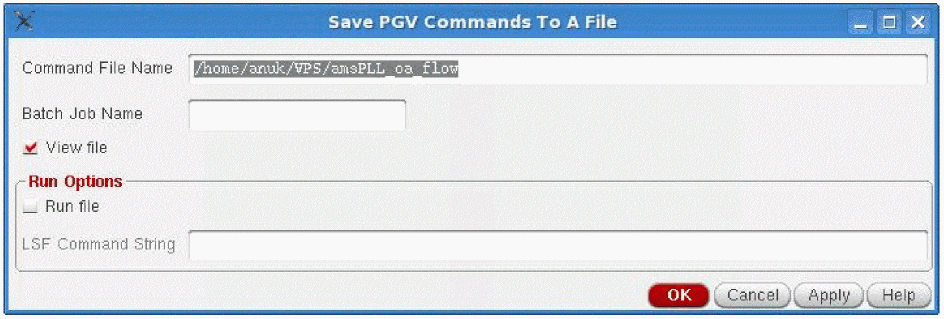 Save PGV Commands To A File
Command File Name /home/anuk/VPS/amsPLL_oa_flow
Batch Job Name
View file
Run Options
Run file
LSF Command String
OK Cancel Apply Help